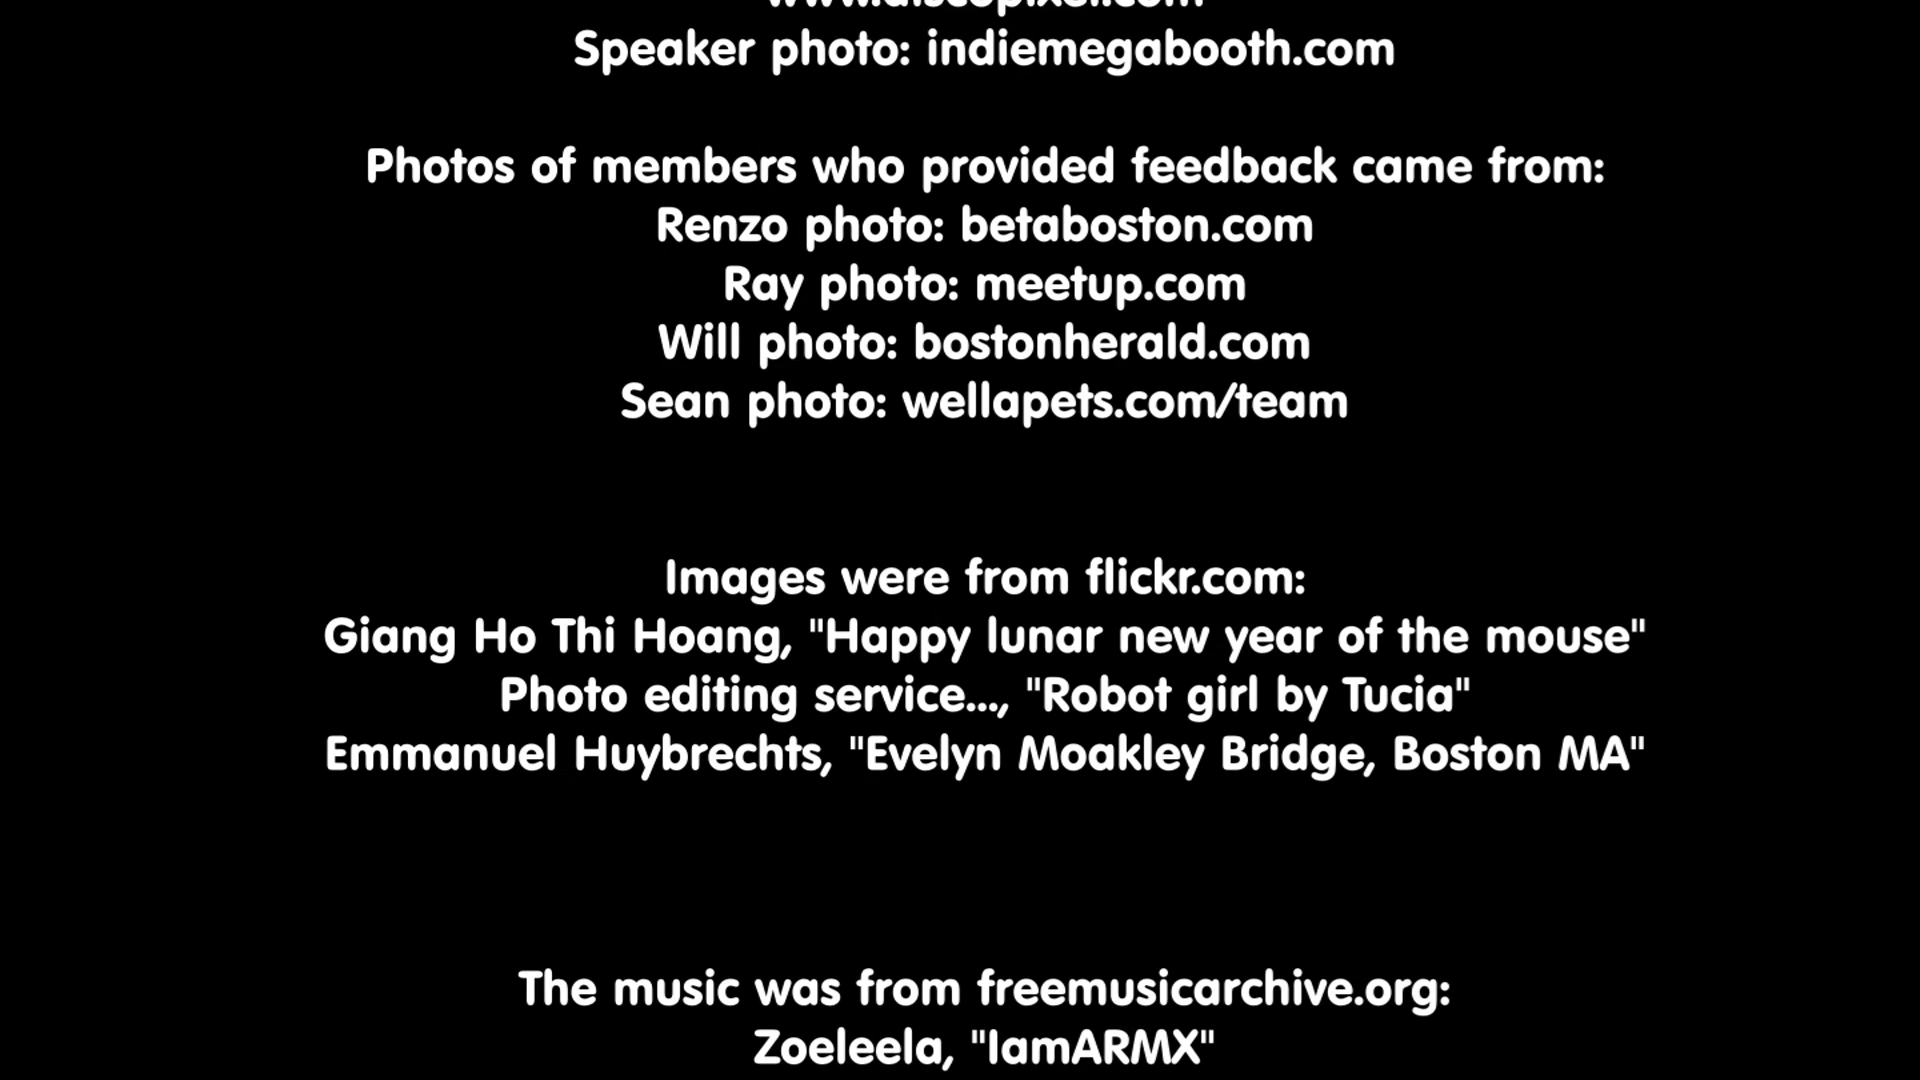 www.discopixel.com
Speaker photo: indiemegabooth.com
Photos of members who provided feedback came from:
Renzo photo: betaboston.com
Ray photo: meetup.com
Will photo: bostonherald.com
Sean photo: wellapets.com/team
Images were from flickr.com:
Giang Ho Thi Hoang, "Happy lunar new year of the mouse"
Photo editing service..., "Robot girl by Tucia"
Emmanuel Huybrechts, "Evelyn Moakley Bridge, Boston MA"
The music was from freemusicarchive.org:
Zoeleela, "IamARMX"